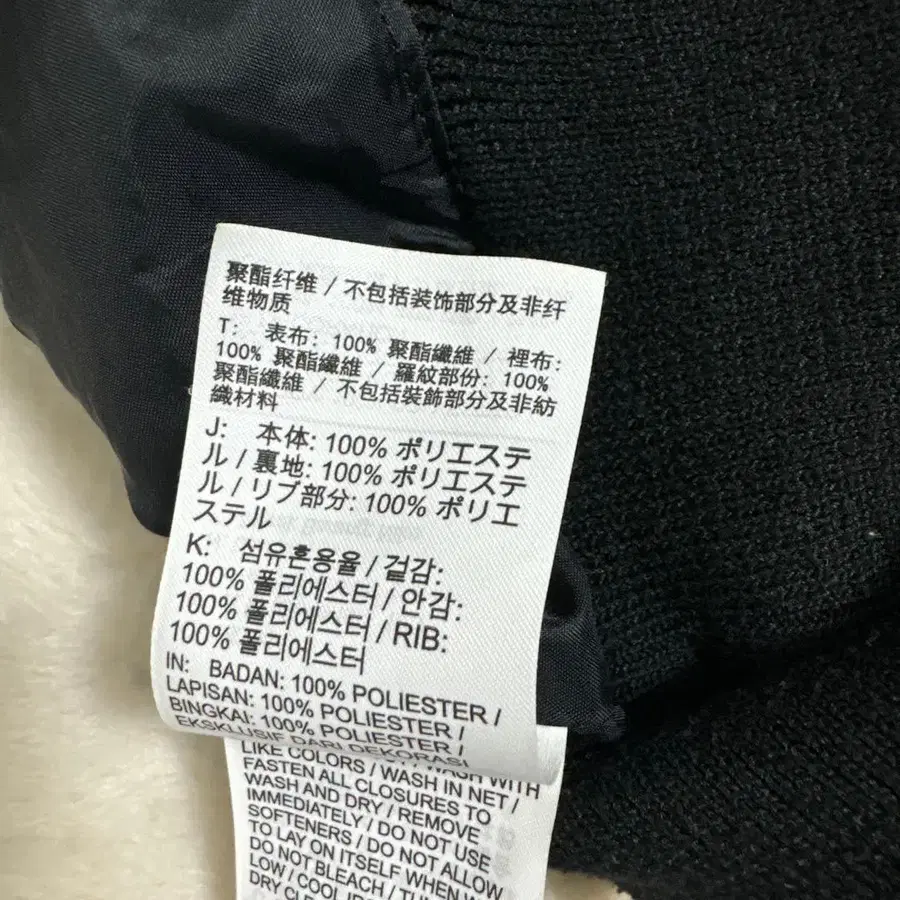 聚酯纤维 / 不包括装饰部分及非纤
维物质
T: 表布: 100% 聚酯纖維 / 裡布:
100% 聚酯纖維 / 羅紋部份: 100%
聚酯纖維 / 不包括裝飾部分及非紡
織材料
J: 本体: 100% ポリエステ
ル / 裏地: 100% ポリエステ
ル / リブ部分: 100% ポリエ
ステル
K: 섬유혼용율 / 겉감:
100% 폴리에스터 / 안감:
100% 폴리에스터 / RIB:
100% 폴리에스터
IN: BADAN: 100% POLIESTER /
LAPISAN: 100% POLIESTER /
BINGKAI: 100% POLIESTER /
EKSKLUSIF DARI DEKORASI
WASH WITH
LIKE COLORS / WASH IN NET /
FASTEN ALL CLOSURES TO
WASH AND DRY / REMOVE
IMMEDIATELY / DO NOT USE
SOFTENERS / DO NOT ALLOW
TO LAY ON ITSELF WHEN
DO NOT BLEACH
LOW / COOL
DRY